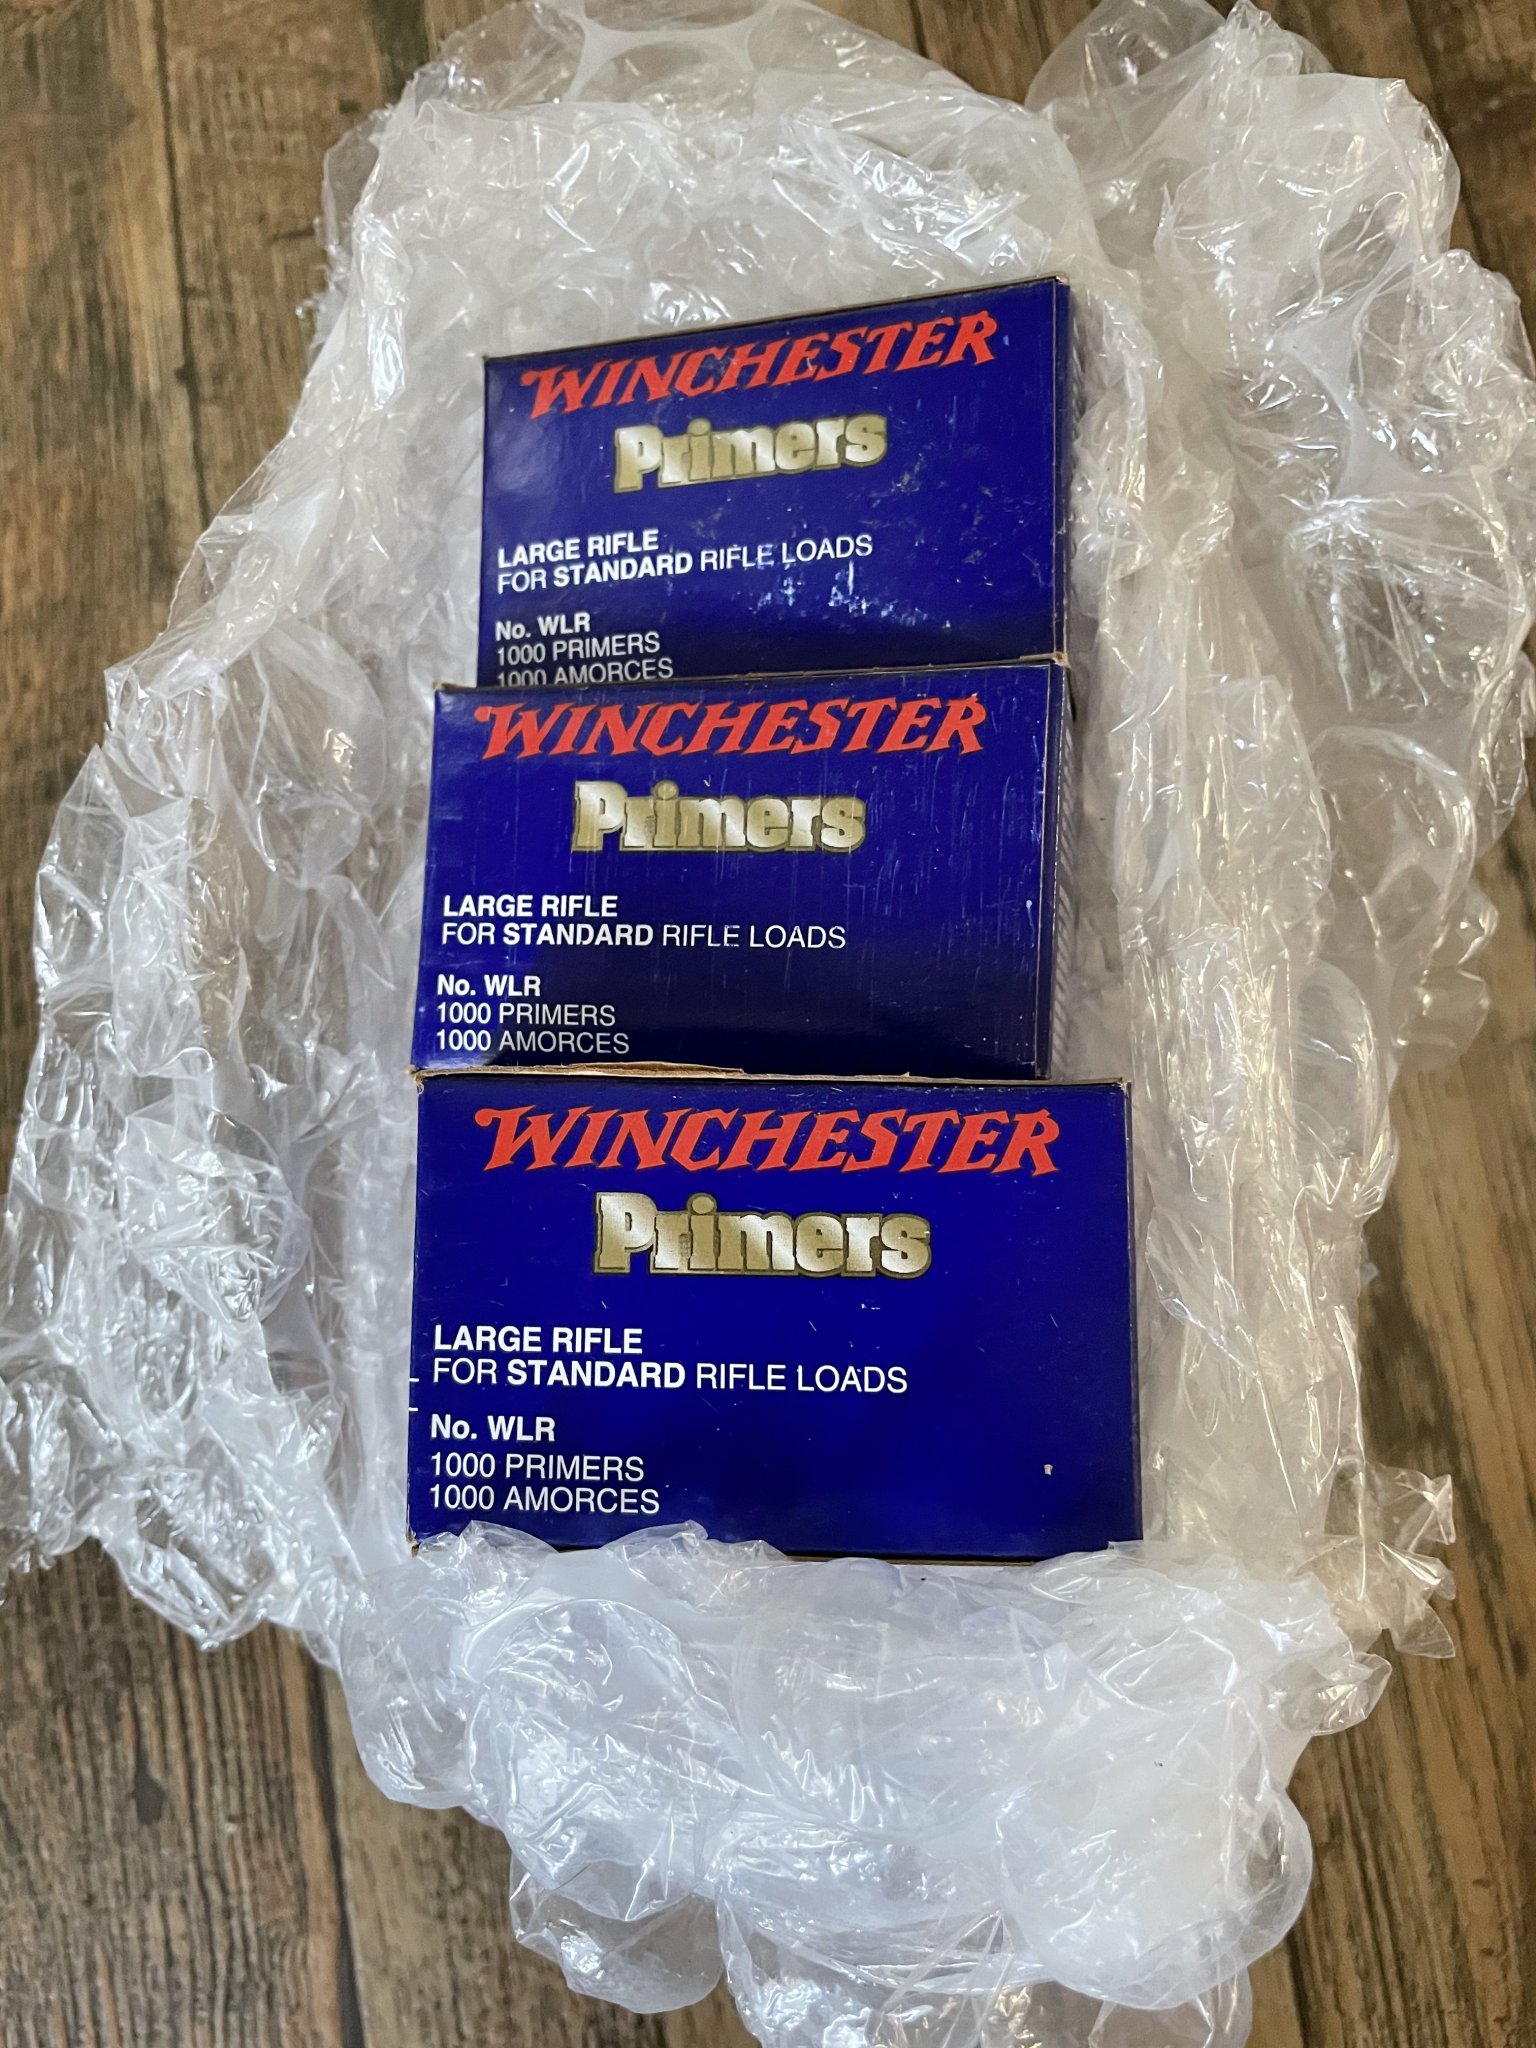 WINCHESTER
Primers
LARGE RIFLE
FOR STANDARD RIFLE LOADS
No. WLR
1000 PRIMERS
1000 AMORCES
WINCHESTER
Primers
LARGE RIFLE
FOR STANDARD RIFLE LOADS
No. WLR
1000 PRIMERS
1000 AMORCES
WINCHESTER
Primers
LARGE RIFLE
FOR STANDARD RIFLE LOADS
No. WLR
1000 PRIMERS
1000 AMORCES